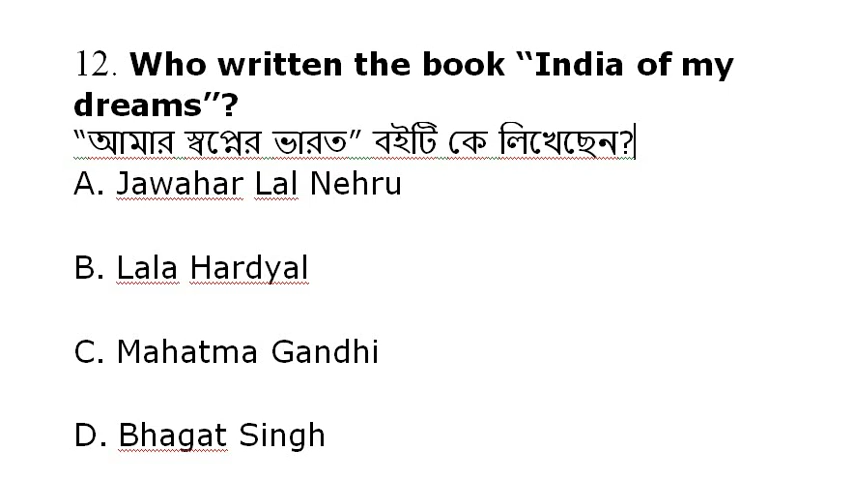 12. Who written the book “India of my
dreams”?
“আমার স্বপ্নের ভারত” বইটি কে লিখেছেন?
A. Jawahar Lal Nehru
B. Lala Hardyal
C. Mahatma Gandhi
D. Bhagat Singh